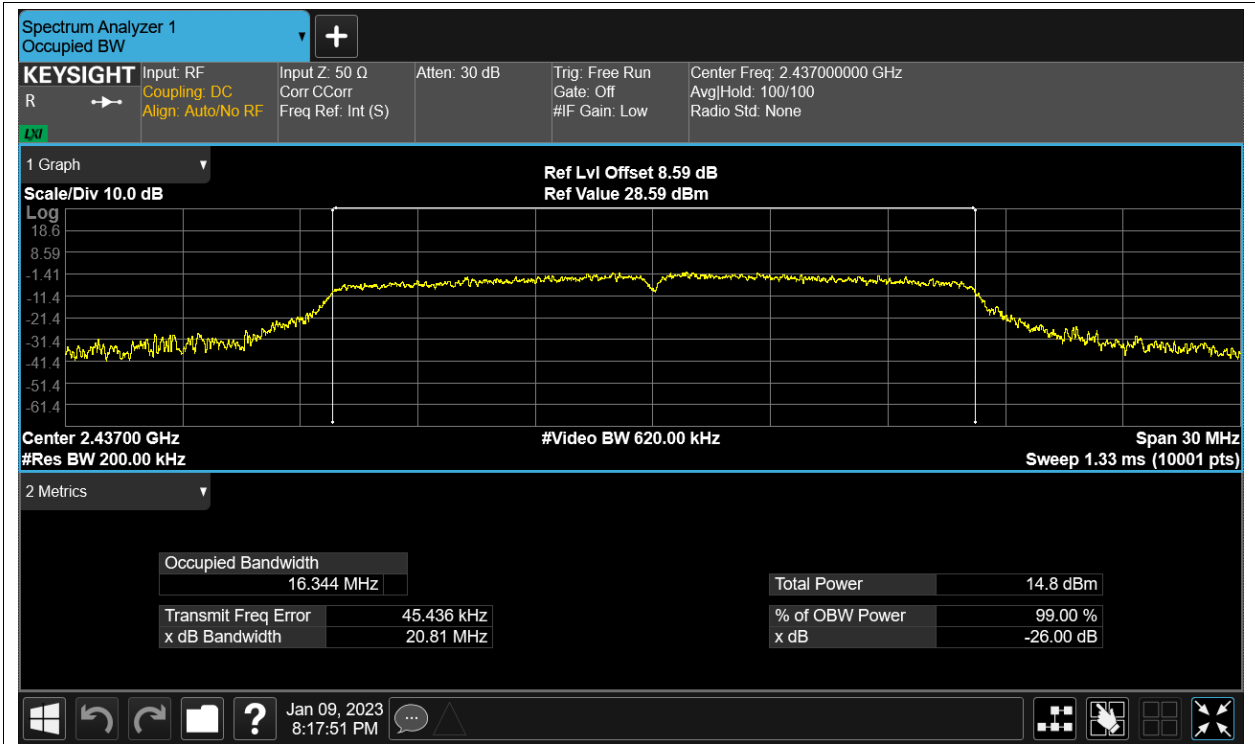 Spectrum Analyzer 1
Occupied BW
KEYSIGHT
R
LXI
Input: RF
Coupling: DC
Align: Auto/No RF
Input Z: 50 Ω
Corr CCorr
Freq Ref: Int (S)
Atten: 30 dB
Trig: Free Run
Gate: Off
#IF Gain: Low
Center Freq: 2.437000000 GHz
Avg|Hold: 100/100
Radio Std: None
1 Graph
Scale/Div 10.0 dB
Ref Lvl Offset 8.59 dB
Ref Value 28.59 dBm
Log
18.6
8.59
-1.41
-11.4
-21.4
-31.4
-41.4
-51.4
-61.4
Center 2.43700 GHz
#Video BW 620.00 kHz
Span 30 MHz
#Res BW 200.00 kHz
Sweep 1.33 ms (10001 pts)
2 Metrics
Occupied Bandwidth
16.344 MHz
Total Power 14.8 dBm
Transmit Freq Error 45.436 kHz
% of OBW Power 99.00 %
x dB Bandwidth 20.81 MHz
x dB -26.00 dB
?
Jan 09, 2023
8:17:51 PM